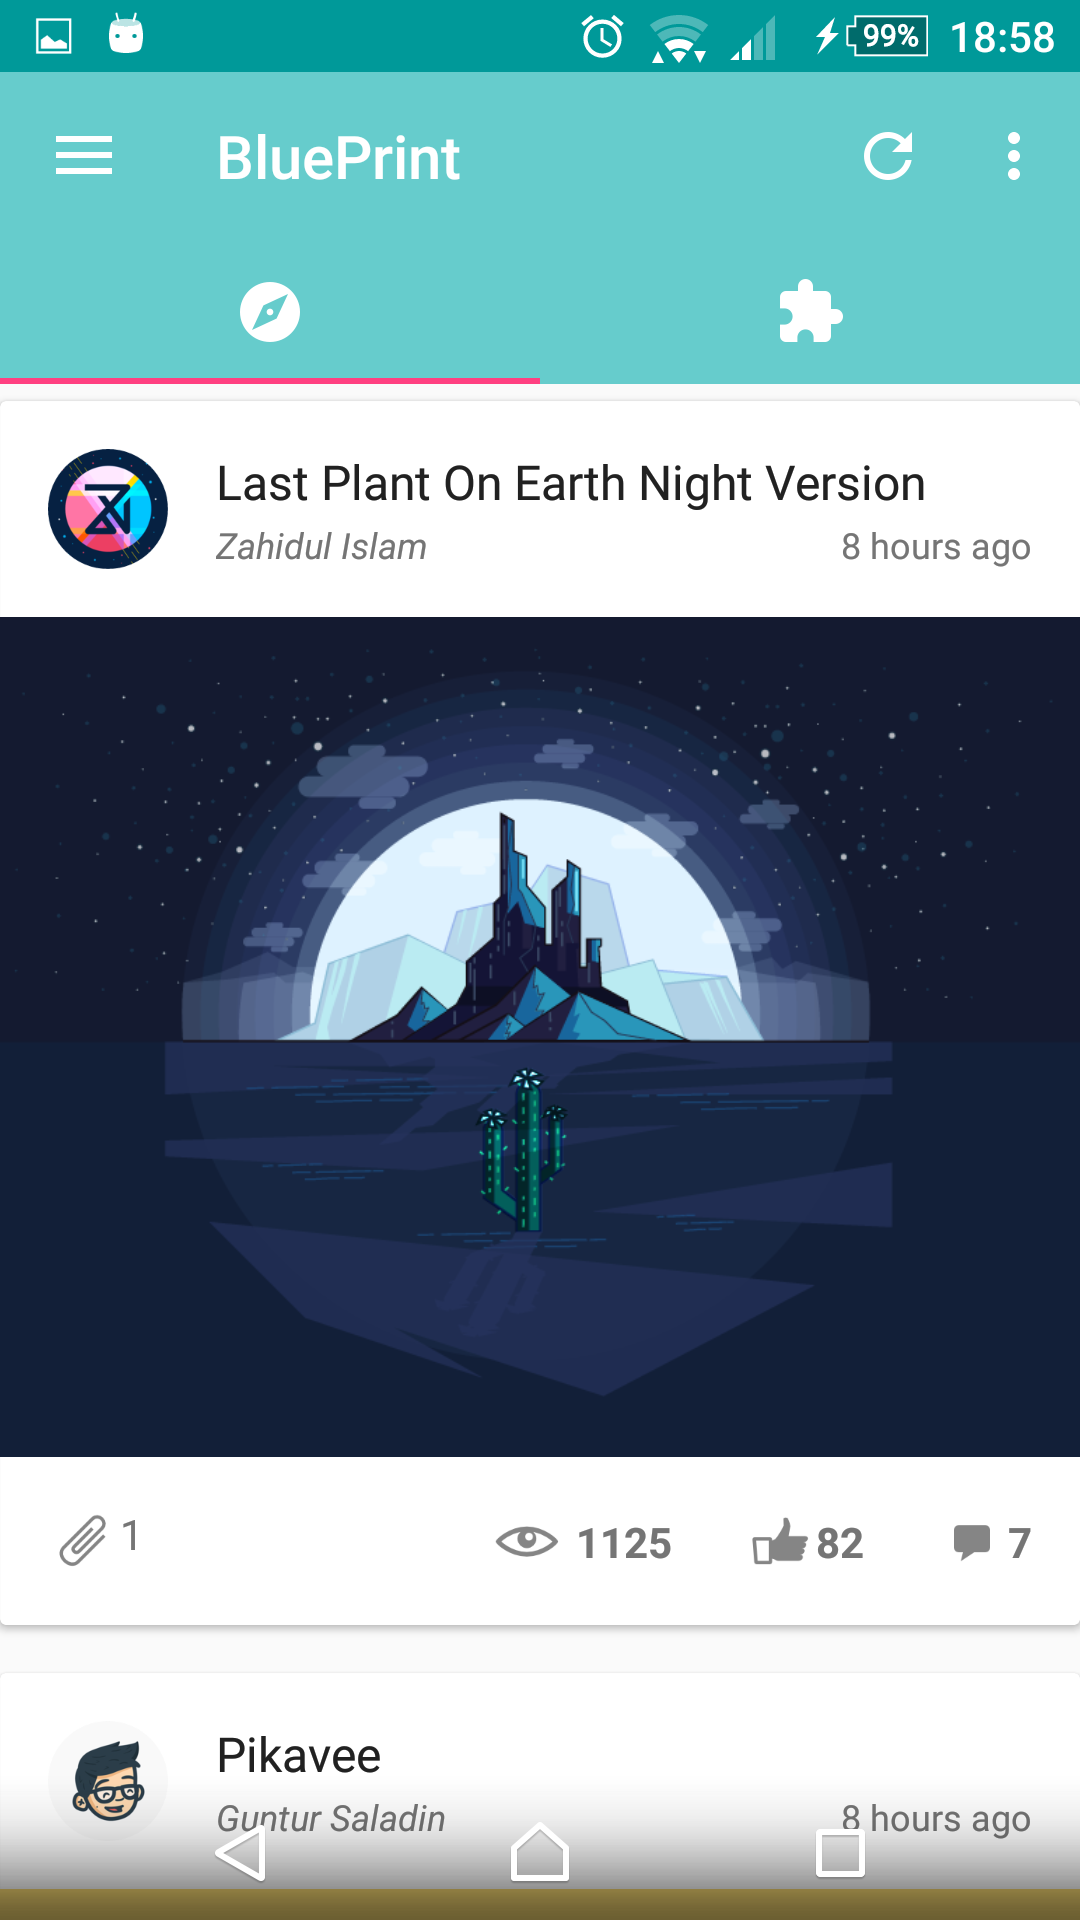 99% 18:58
BluePrint
Last Plant On Earth Night Version
Zahidul Islam 8 hours ago
1 1125 82 7
Pikavee
Guntur Saladin 8 hours ago